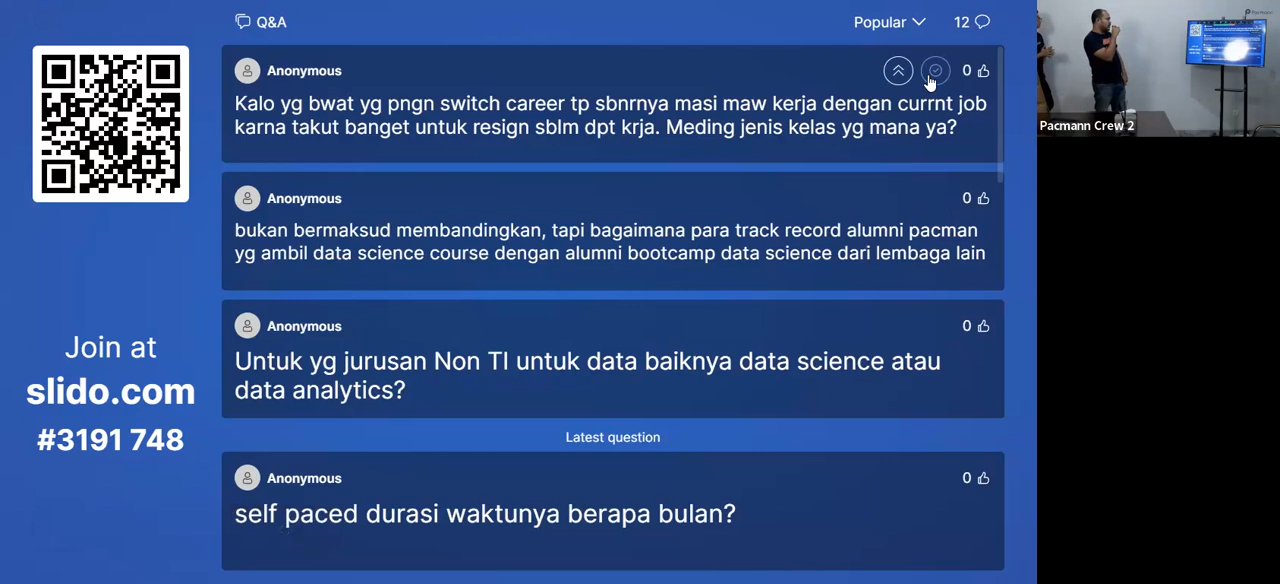 Q&A
Popular
12
Anonymous
0
Kalo yg bwat yg pngn switch career tp sbnrnya masi maw kerja dengan currnt job
karna takut banget untuk resign sblm dpt krja. Meding jenis kelas yg mana ya?
Anonymous
0
bukan bermaksud membandingkan, tapi bagaimana para track record alumni pacman
yg ambil data science course dengan alumni bootcamp data science dari lembaga lain
Anonymous
0
Untuk yg jurusan Non TI untuk data baiknya data science atau
data analytics?
Latest question
Anonymous
0
self paced durasi waktunya berapa bulan?
Join at
slido.com
#3191 748
Pacmann Crew 2